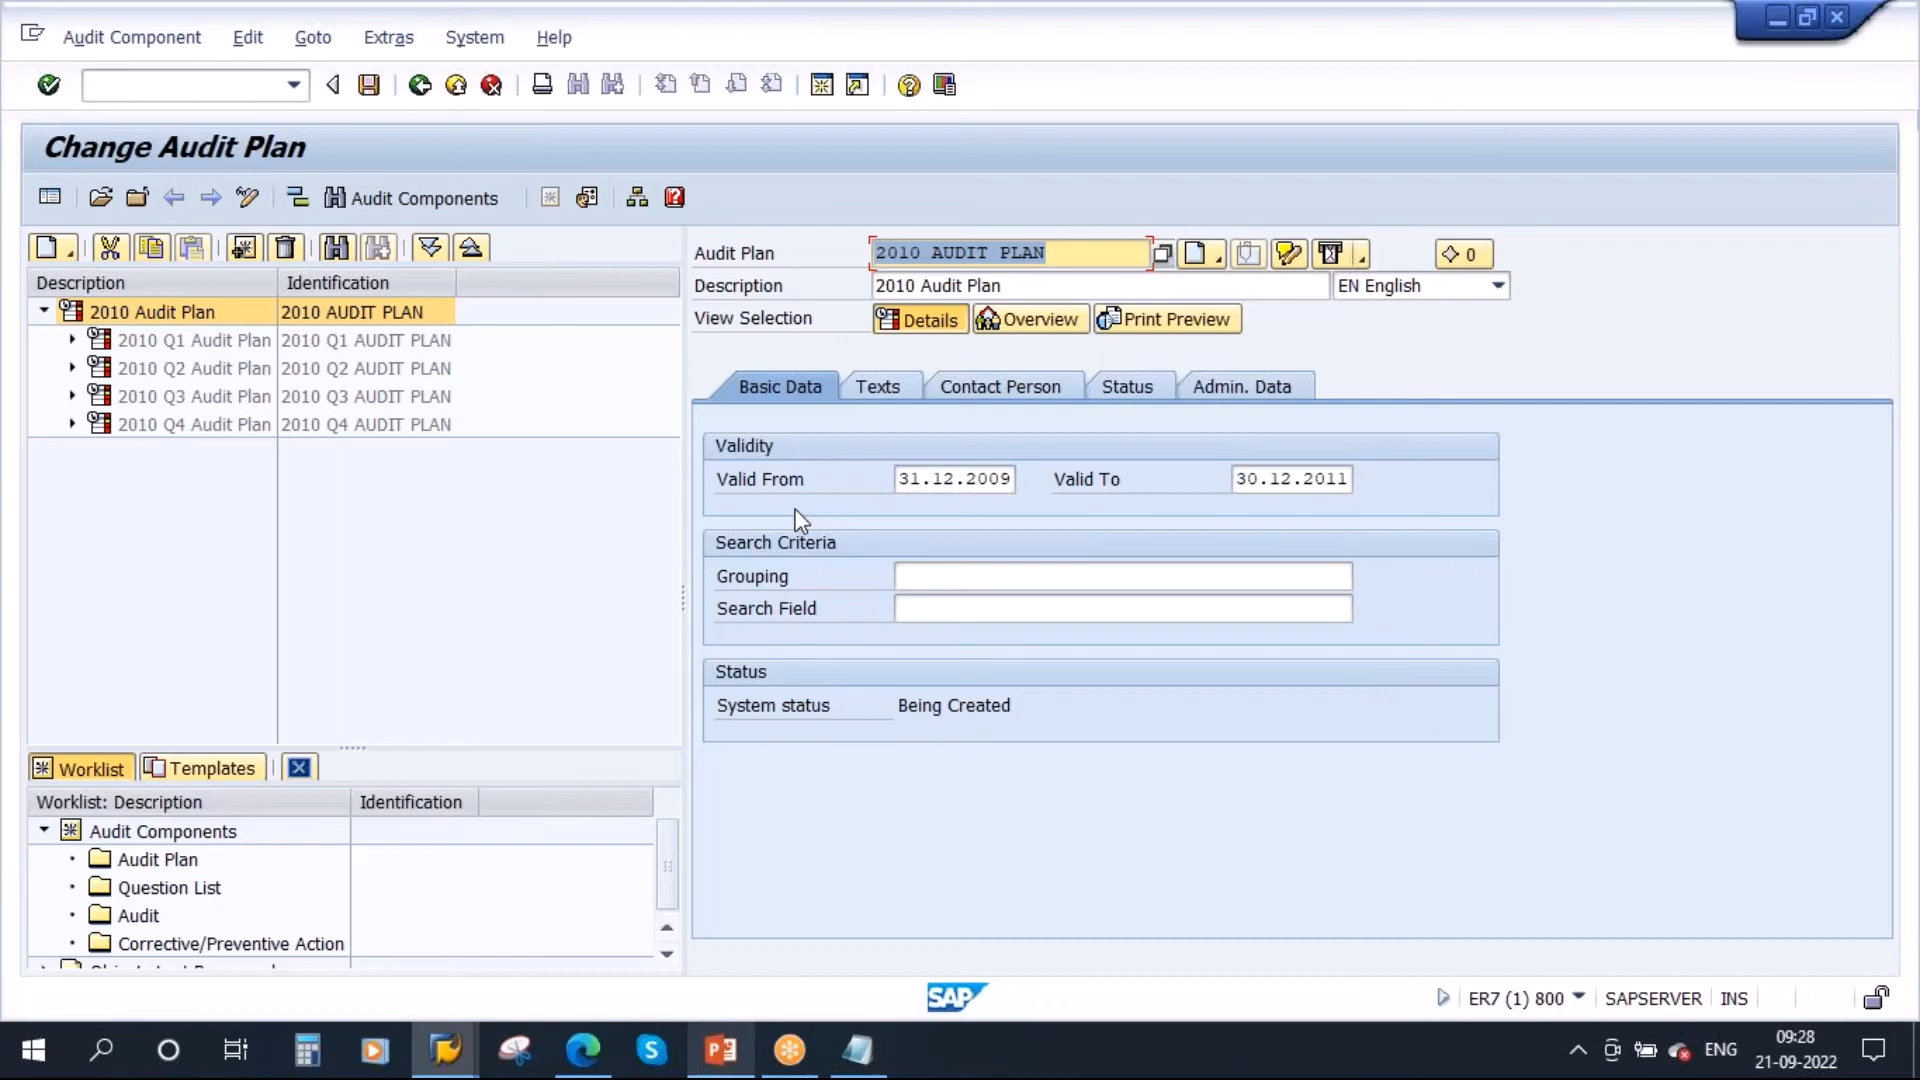 Audit Component Edit Goto Extras System Help
Change Audit Plan
Audit Components
Description Identification
2010 Audit Plan 2010 AUDIT PLAN
2010 Q1 Audit Plan 2010 Q1 AUDIT PLAN
2010 Q2 Audit Plan 2010 Q2 AUDIT PLAN
2010 Q3 Audit Plan 2010 Q3 AUDIT PLAN
2010 Q4 Audit Plan 2010 Q4 AUDIT PLAN
Audit Plan 2010 AUDIT PLAN 0
Description 2010 Audit Plan EN English
View Selection Details Overview Print Preview
Basic Data Texts Contact Person Status Admin. Data
Validity
Valid From 31.12.2009 Valid To 30.12.2011
Search Criteria
Grouping
Search Field
Status
System status Being Created
Worklist Templates
Worklist: Description Identification
Audit Components
Audit Plan
Question List
Audit
Corrective/Preventive Action
SAP ER7 (1) 800 SAPSERVER INS
ENG 09:28
21-09-2022